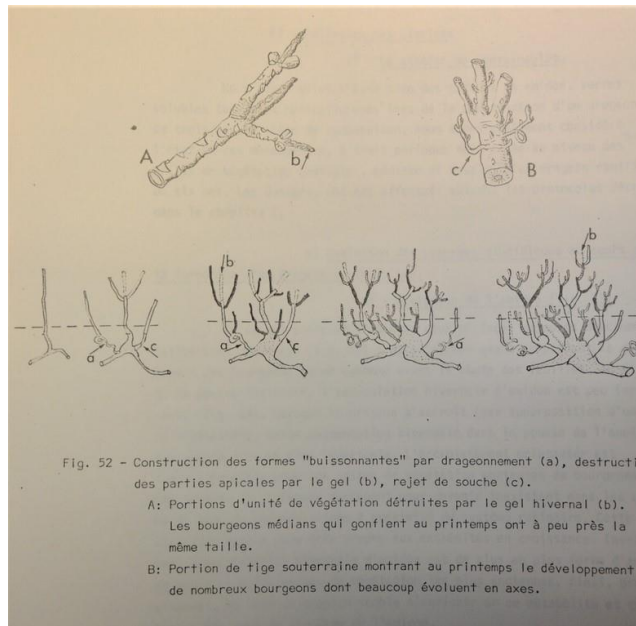 A
b
c
B
b
b
a
c
a
c
a
Fig. 52 - Construction des formes "buissonnantes" par drageonnement (a), destructi
des parties apicales par le gel (b), rejet de souche (c).
A: Portions d'unité de végétation détruites par le gel hivernal (b).
Les bourgeons médians qui gonflent au printemps ont à peu près la
même taille.
B: Portion de tige souterraine montrant au printemps le développement
de nombreux bourgeons dont beaucoup évoluent en axes.